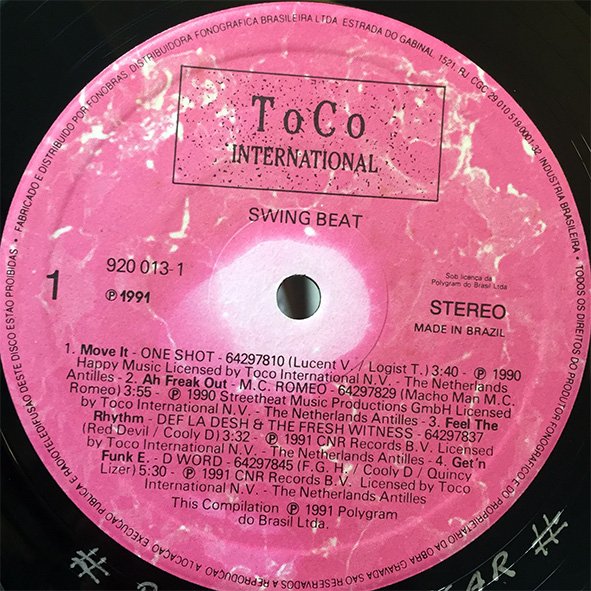 FABRICADO E DISTRIBUIDO POR FONOBRAS DISTRIBUIDORA FONOGRAFICA BRASILEIRA LTDA ESTRADA DO GABINAL 1521 RJ CGC 29 010 519 0001-32 INDUSTRIA BRASILEIRA • TODOS OS DIREITOS DO PRODUTOR FONOGRAFICO E DO PROPRIETARIO DA OBRA GRAVADA SAO RESERVADOS A REPRODUÇÃO A LOCAÇAO EXECUÇAO PUBLICA E RADIOTELEDIFUSAO DESTE DISCO ESTAO PROIBIDAS •
ToCo
INTERNATIONAL
SWING BEAT
920 013-1
1
℗ 1991
Sob licença da
Polygram do Brasil Ltda
STEREO
MADE IN BRAZIL
1. Move It - ONE SHOT - 64297810 (Lucent V. / Logist T.) 3:40 - ℗ 1990
Happy Music Licensed by Toco International N.V. - The Netherlands
Antilles - 2. Ah Freak Out - M.C. ROMEO - 64297829 (Macho Man M.C.
Romeo) 3:55 - ℗ 1990 Streetheat Music Productions GmbH Licensed
by Toco International N.V. - The Netherlands Antilles - 3. Feel The
Rhythm - DEF LA DESH & THE FRESH WITNESS - 64297837
(Red Devil / Cooly D) 3:32 - ℗ 1991 CNR Records B.V. Licensed
by Toco International N.V. - The Netherlands Antilles - 4. Get'n
Funk E. - D WORD - 64297845 (F.G. H. / Cooly D / Quincy
Lizer) 5:30 - ℗ 1991 CNR Records B.V. Licensed by Toco
International N.V. - The Netherlands Antilles
This Compilation ℗ 1991 Polygram
do Brasil Ltda.
# #